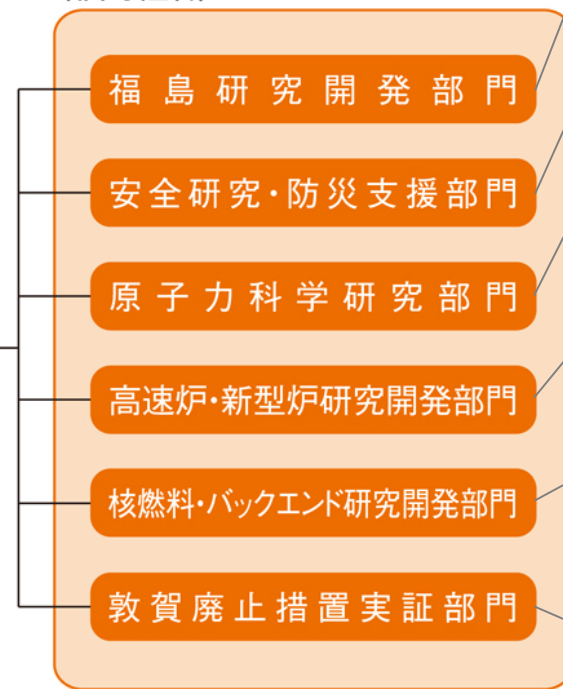 福島研究開発部門
安全研究・防災支援部門
原子力科学研究部門
高速炉・新型炉研究開発部門
核燃料・バックエンド研究開発部門
敦賀廃止措置実証部門